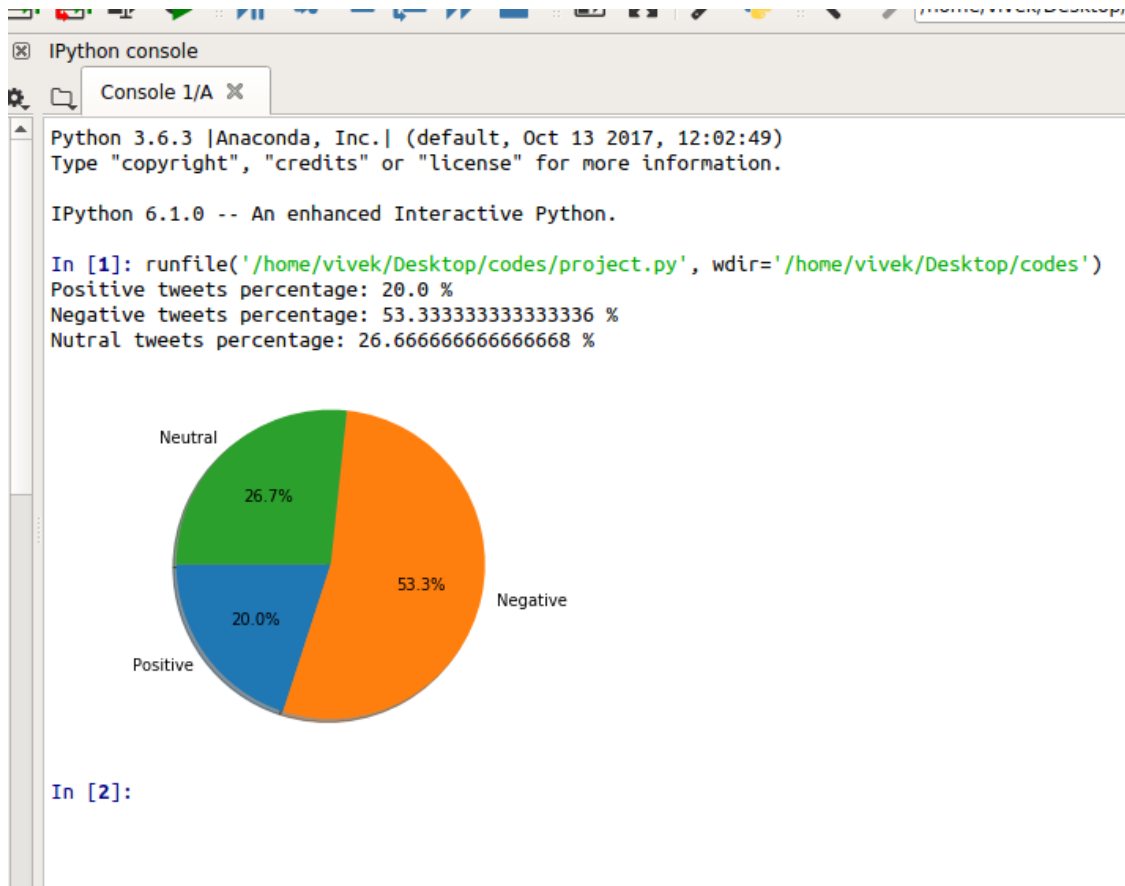 /home/vivek/Desktop/
IPython console
Console 1/A
Python 3.6.3 |Anaconda, Inc.| (default, Oct 13 2017, 12:02:49)
Type "copyright", "credits" or "license" for more information.
IPython 6.1.0 -- An enhanced Interactive Python.
In [1]: runfile('/home/vivek/Desktop/codes/project.py', wdir='/home/vivek/Desktop/codes')
Positive tweets percentage: 20.0 %
Negative tweets percentage: 53.333333333333336 %
Nutral tweets percentage: 26.666666666666668 %
Neutral
26.7%
53.3%
Negative
20.0%
Positive
In [2]: